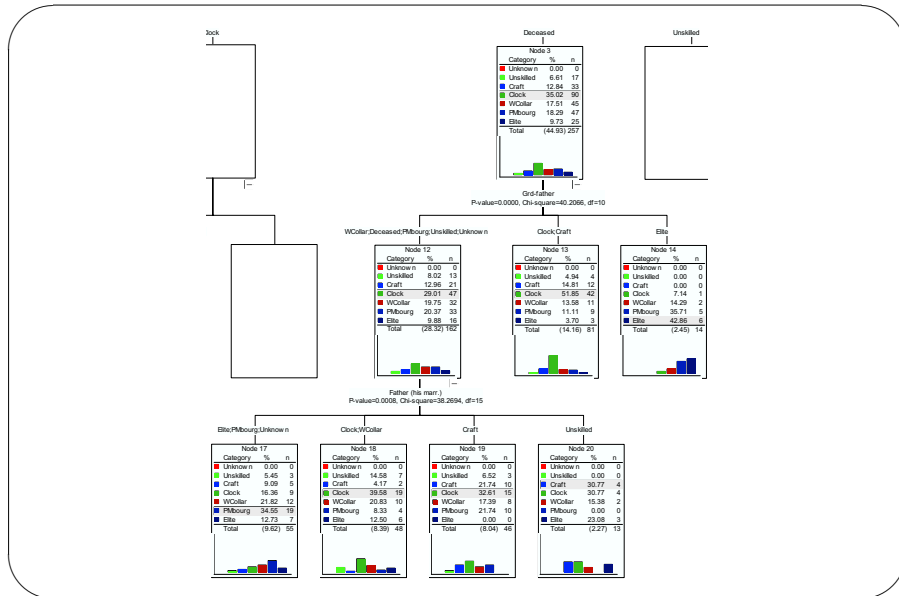 Deceased
Unskilled
Node 3
Category % n
Unknow n 0.00 0
Unskilled 6.61 17
Craft 12.84 33
Clock 35.02 90
WCollar 17.51 45
PMbourg 18.29 47
Elite 9.73 25
Total (44.93) 257
Grd-father
P-value=0.0000, Chi-square=40.2066, df=10
WCollar;Deceased;PMbourg;Unskilled;Unknow n
Clock;Craft
Elite
Node 12
Category % n
Unknow n 0.00 0
Unskilled 8.02 13
Craft 12.96 21
Clock 29.01 47
WCollar 19.75 32
PMbourg 20.37 33
Elite 9.88 16
Total (28.32) 162
Node 13
Category % n
Unknow n 0.00 0
Unskilled 4.94 4
Craft 14.81 12
Clock 51.85 42
WCollar 13.58 11
PMbourg 11.11 9
Elite 3.70 3
Total (14.16) 81
Node 14
Category % n
Unknow n 0.00 0
Unskilled 0.00 0
Craft 0.00 0
Clock 7.14 1
WCollar 14.29 2
PMbourg 35.71 5
Elite 42.86 6
Total (2.45) 14
Father (his marr.)
P-value=0.0008, Chi-square=38.2694, df=15
Elite;PMbourg;Unknow n
Clock;WCollar
Craft
Unskilled
Node 17
Category % n
Unknow n 0.00 0
Unskilled 5.45 3
Craft 9.09 5
Clock 16.36 9
WCollar 21.82 12
PMbourg 34.55 19
Elite 12.73 7
Total (9.62) 55
Node 18
Category % n
Unknow n 0.00 0
Unskilled 14.58 7
Craft 4.17 2
Clock 39.58 19
WCollar 20.83 10
PMbourg 8.33 4
Elite 12.50 6
Total (8.39) 48
Node 19
Category % n
Unknow n 0.00 0
Unskilled 6.52 3
Craft 21.74 10
Clock 32.61 15
WCollar 17.39 8
PMbourg 21.74 10
Elite 0.00 0
Total (8.04) 46
Node 20
Category % n
Unknow n 0.00 0
Unskilled 0.00 0
Craft 30.77 4
Clock 30.77 4
WCollar 15.38 2
PMbourg 0.00 0
Elite 23.08 3
Total (2.27) 13